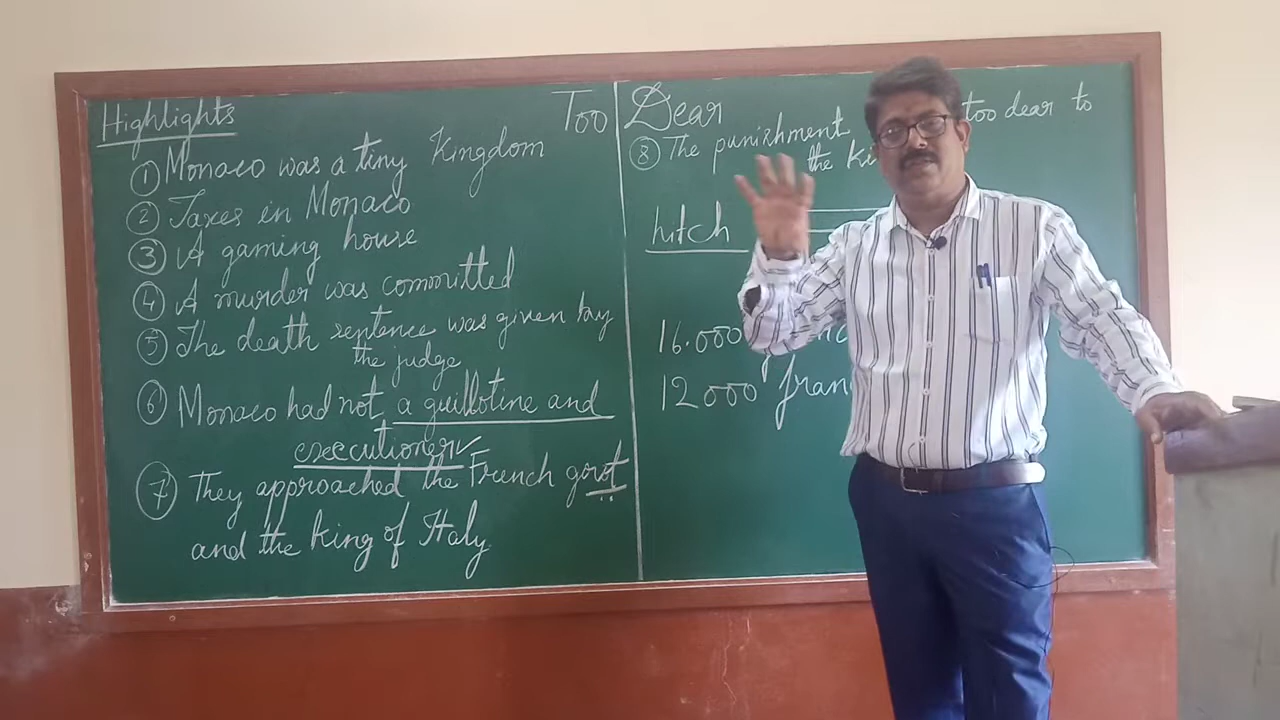 Highlights
Too Dear
① Monaco was a tiny Kingdom
② Taxes in Monaco
③ A gaming house
④ A murder was committed
⑤ The death sentence was given by
the judge
⑥ Monaco had not a guillotine and
executioner
⑦ They approached the French govt
and the king of Italy
⑧ The punishment too dear to
the
hitch
16.000
12000